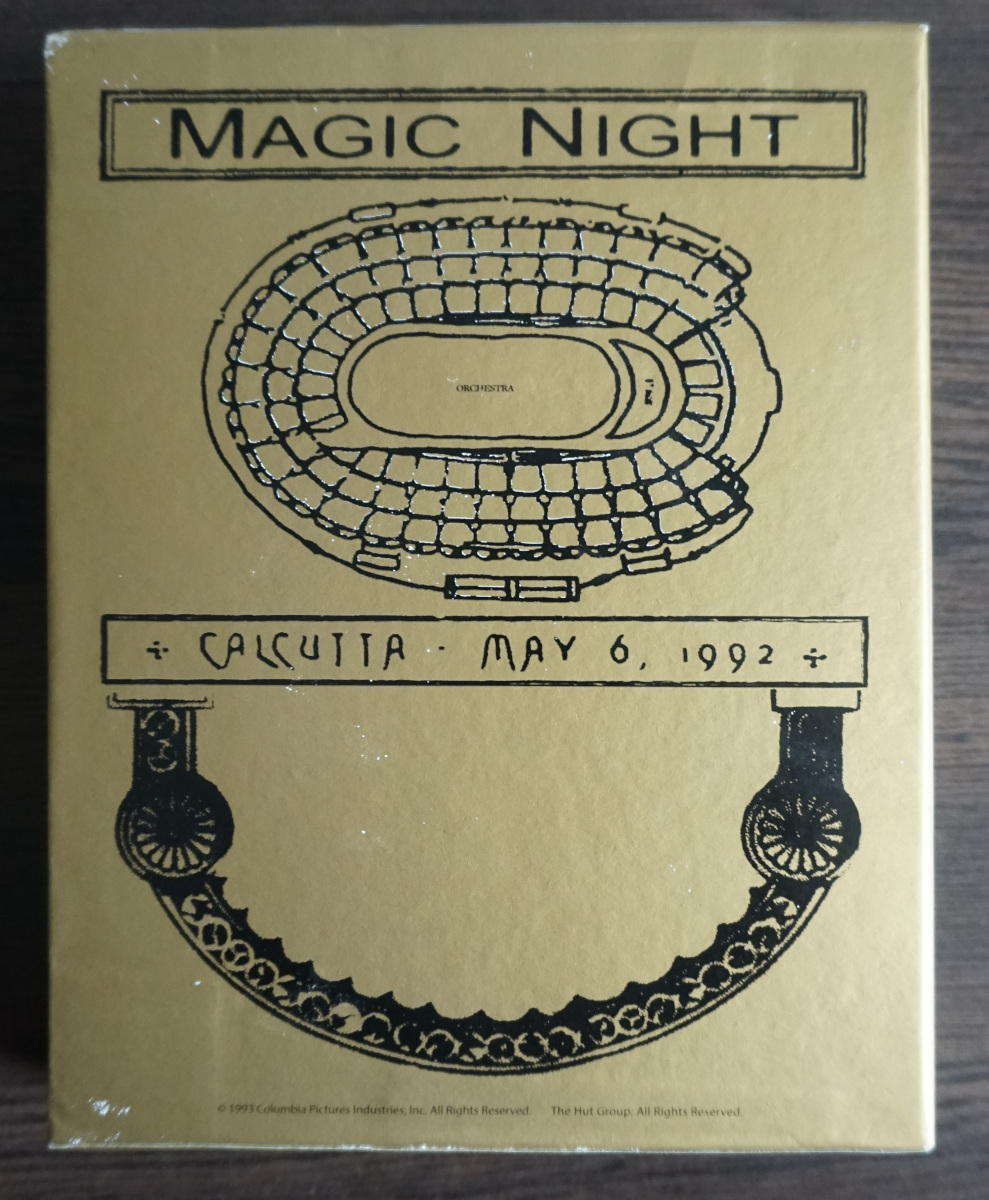 MAGIC NIGHT
ORCHESTRA
÷ CALCUTTA · MAY 6, 1992 ÷
© 1993 Columbia Pictures Industries, Inc. All Rights Reserved. The Hut Group, All Rights Reserved.